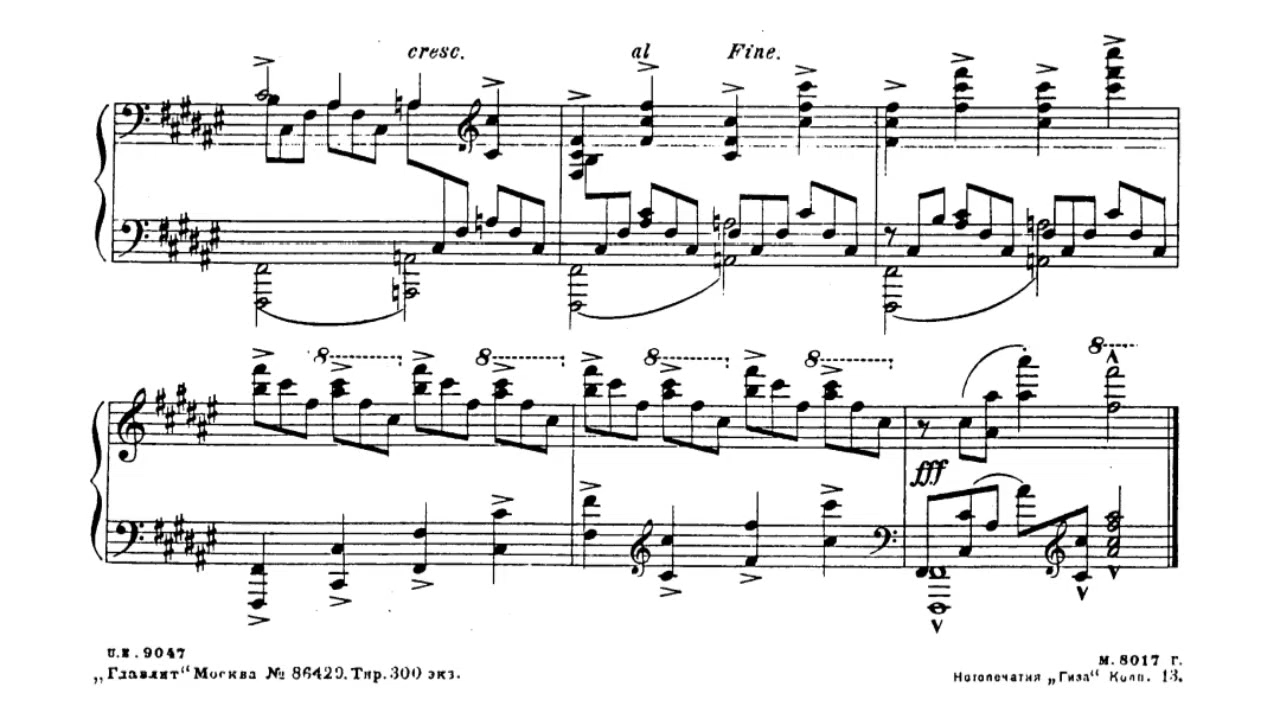 cresc. al Fine.
8 8 8 8 8
fff
U.E. 9047
„Главлит“ Москва № 86429. Тир. 300 экз.
М. 8017 Г.
Нотопечатня „Гиза“ Колп. 13.